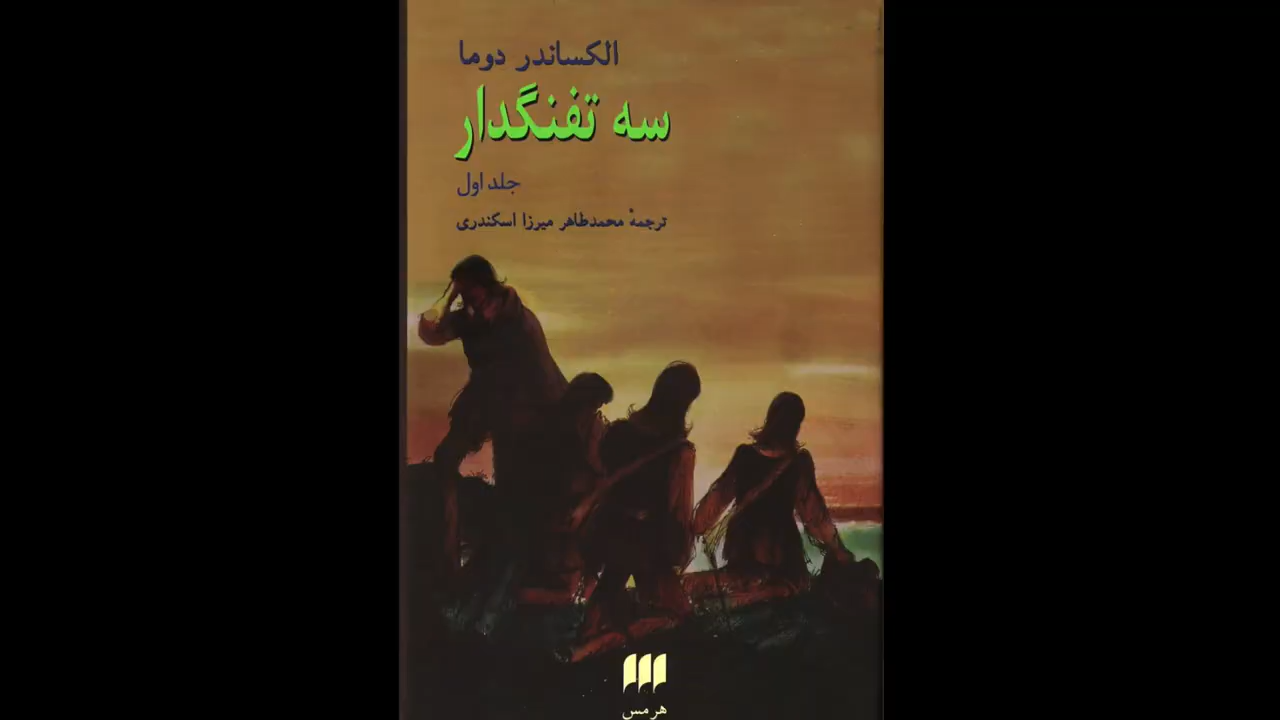 الکساندر دوما
سه تفنگدار
جلد اول
ترجمهٔ محمدطاهر میرزا اسکندری
هرمس